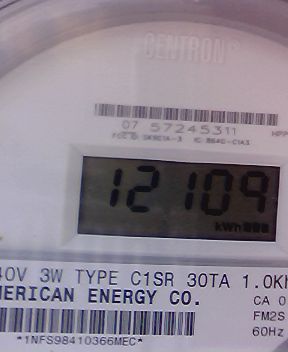 CENTRON®
07 57245311
12109
kWh
40V 3W TYPE C1SR 30TA 1.0Kh
MERICAN ENERGY CO.
CA 0
FM2S
60Hz
*1NFS98410366MEC*